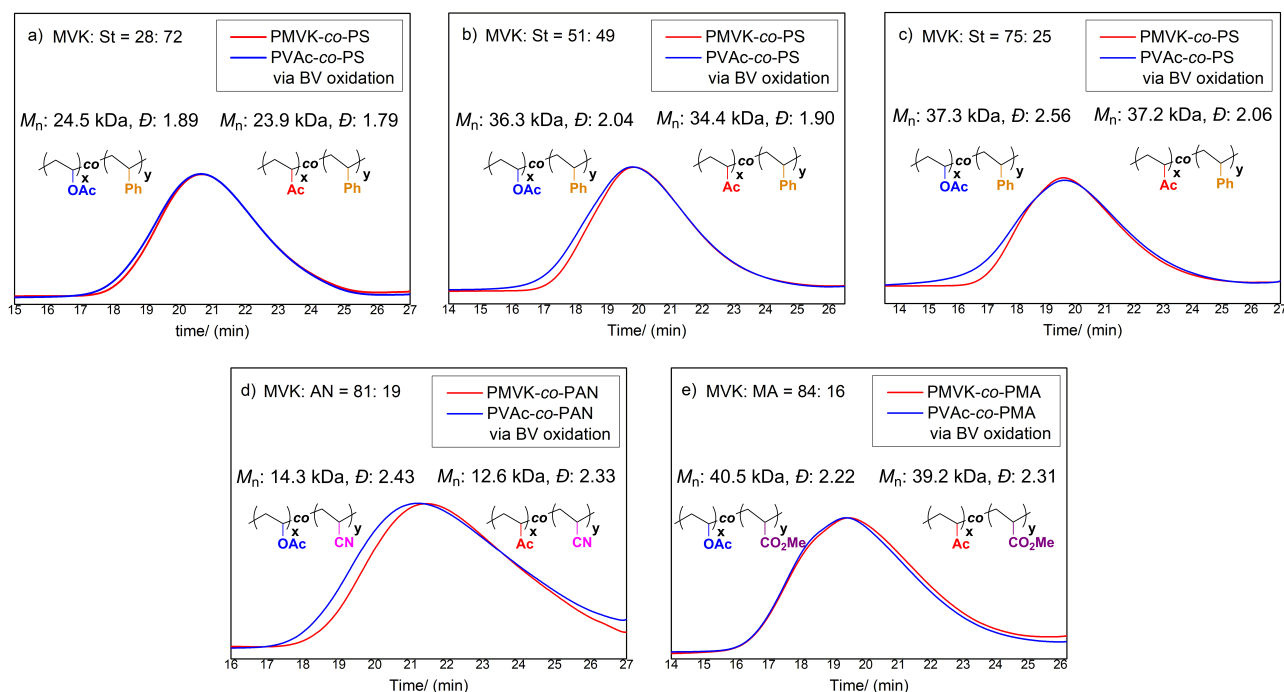 a) MVK: St = 28: 72
PMVK-co-PS
PVAc-co-PS
via BV oxidation
Mn: 24.5 kDa, Đ: 1.89
Mn: 23.9 kDa, Đ: 1.79
co
x
y
OAc
Ph
co
x
y
Ac
Ph
15 16 17 18 19 20 21 22 23 24 25 26 27
time/ (min)
b) MVK: St = 51: 49
PMVK-co-PS
PVAc-co-PS
via BV oxidation
Mn: 36.3 kDa, Đ: 2.04
Mn: 34.4 kDa, Đ: 1.90
co
x
y
OAc
Ph
co
x
y
Ac
Ph
15 16 17 18 19 20 21 22 23 24 25 26
Time/ (min)
c) MVK: St = 75: 25
PMVK-co-PS
PVAc-co-PS
via BV oxidation
Mn: 37.3 kDa, Đ: 2.56
Mn: 37.2 kDa, Đ: 2.06
co
x
y
OAc
Ph
co
x
y
Ac
Ph
14 15 16 17 18 19 20 21 22 23 24 25 26 27
Time/ (min)
d) MVK: AN = 81: 19
PMVK-co-PAN
PVAc-co-PAN
via BV oxidation
Mn: 14.3 kDa, Đ: 2.43
Mn: 12.6 kDa, Đ: 2.33
co
x
y
OAc
CN
co
x
y
Ac
CN
16 17 18 19 20 21 22 23 24 25 26 27
Time/ (min)
e) MVK: MA = 84: 16
PMVK-co-PMA
PVAc-co-PMA
via BV oxidation
Mn: 40.5 kDa, Đ: 2.22
Mn: 39.2 kDa, Đ: 2.31
co
x
y
OAc
CO2Me
co
x
y
Ac
CO2Me
14 15 16 17 18 19 20 21 22 23 24 25 26
Time/ (min)